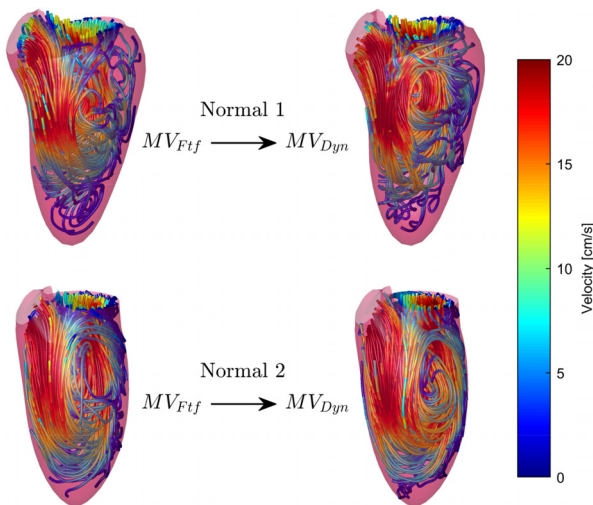 Normal 1
MV_Ftf → MV_Dyn
Normal 2
MV_Ftf → MV_Dyn
20
15
10
5
0
Velocity [cm/s]